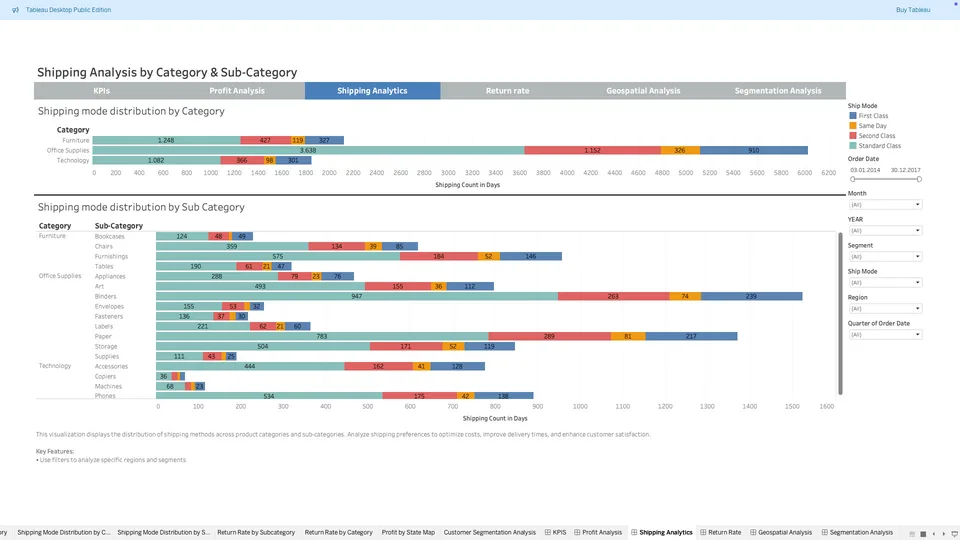 Tableau Desktop Public Edition Buy Tableau
Shipping Analysis by Category & Sub-Category
KPIs Profit Analysis Shipping Analytics Return rate Geospatial Analysis Segmentation Analysis
Shipping mode distribution by Category
Category
Furniture 1.248 427 119 327
Office Supplies 3.638 1.152 326 910
Technology 1.082 366 98 301
0 200 400 600 800 1000 1200 1400 1600 1800 2000 2200 2400 2600 2800 3000 3200 3400 3600 3800 4000 4200 4400 4600 4800 5000 5200 5400 5600 5800 6000 6200
Shipping Count in Days
Shipping mode distribution by Sub Category
Category Sub-Category
Furniture Bookcases 124 48 49
Chairs 359 134 39 85
Furnishings 575 184 52 146
Tables 190 61 21 47
Office Supplies Appliances 288 79 23 76
Art 493 155 36 112
Binders 947 263 74 239
Envelopes 155 53 32
Fasteners 136 37 30
Labels 221 62 21 60
Paper 783 289 81 217
Storage 504 171 52 119
Supplies 111 43 25
Technology Accessories 444 162 41 128
Copiers 36
Machines 68 23
Phones 534 175 42 138
0 100 200 300 400 500 600 700 800 900 1000 1100 1200 1300 1400 1500 1600
Shipping Count in Days
Ship Mode
First Class
Same Day
Second Class
Standard Class
Order Date
03.01.2014 30.12.2017
Month
(All)
YEAR
(All)
Segment
(All)
Ship Mode
(All)
Region
(All)
Quarter of Order Date
(All)
This visualization displays the distribution of shipping methods across product categories and sub-categories. Analyze shipping preferences to optimize costs, improve delivery times, and enhance customer satisfaction.
Key Features:
• Use filters to analyze specific regions and segments
ory Shipping Mode Distribution by C... Shipping Mode Distribution by S... Return Rate by Subcategory Return Rate by Category Profit by State Map Customer Segmentation Analysis KPIS Profit Analysis Shipping Analytics Return Rate Geospatial Analysis Segmentation Analysis